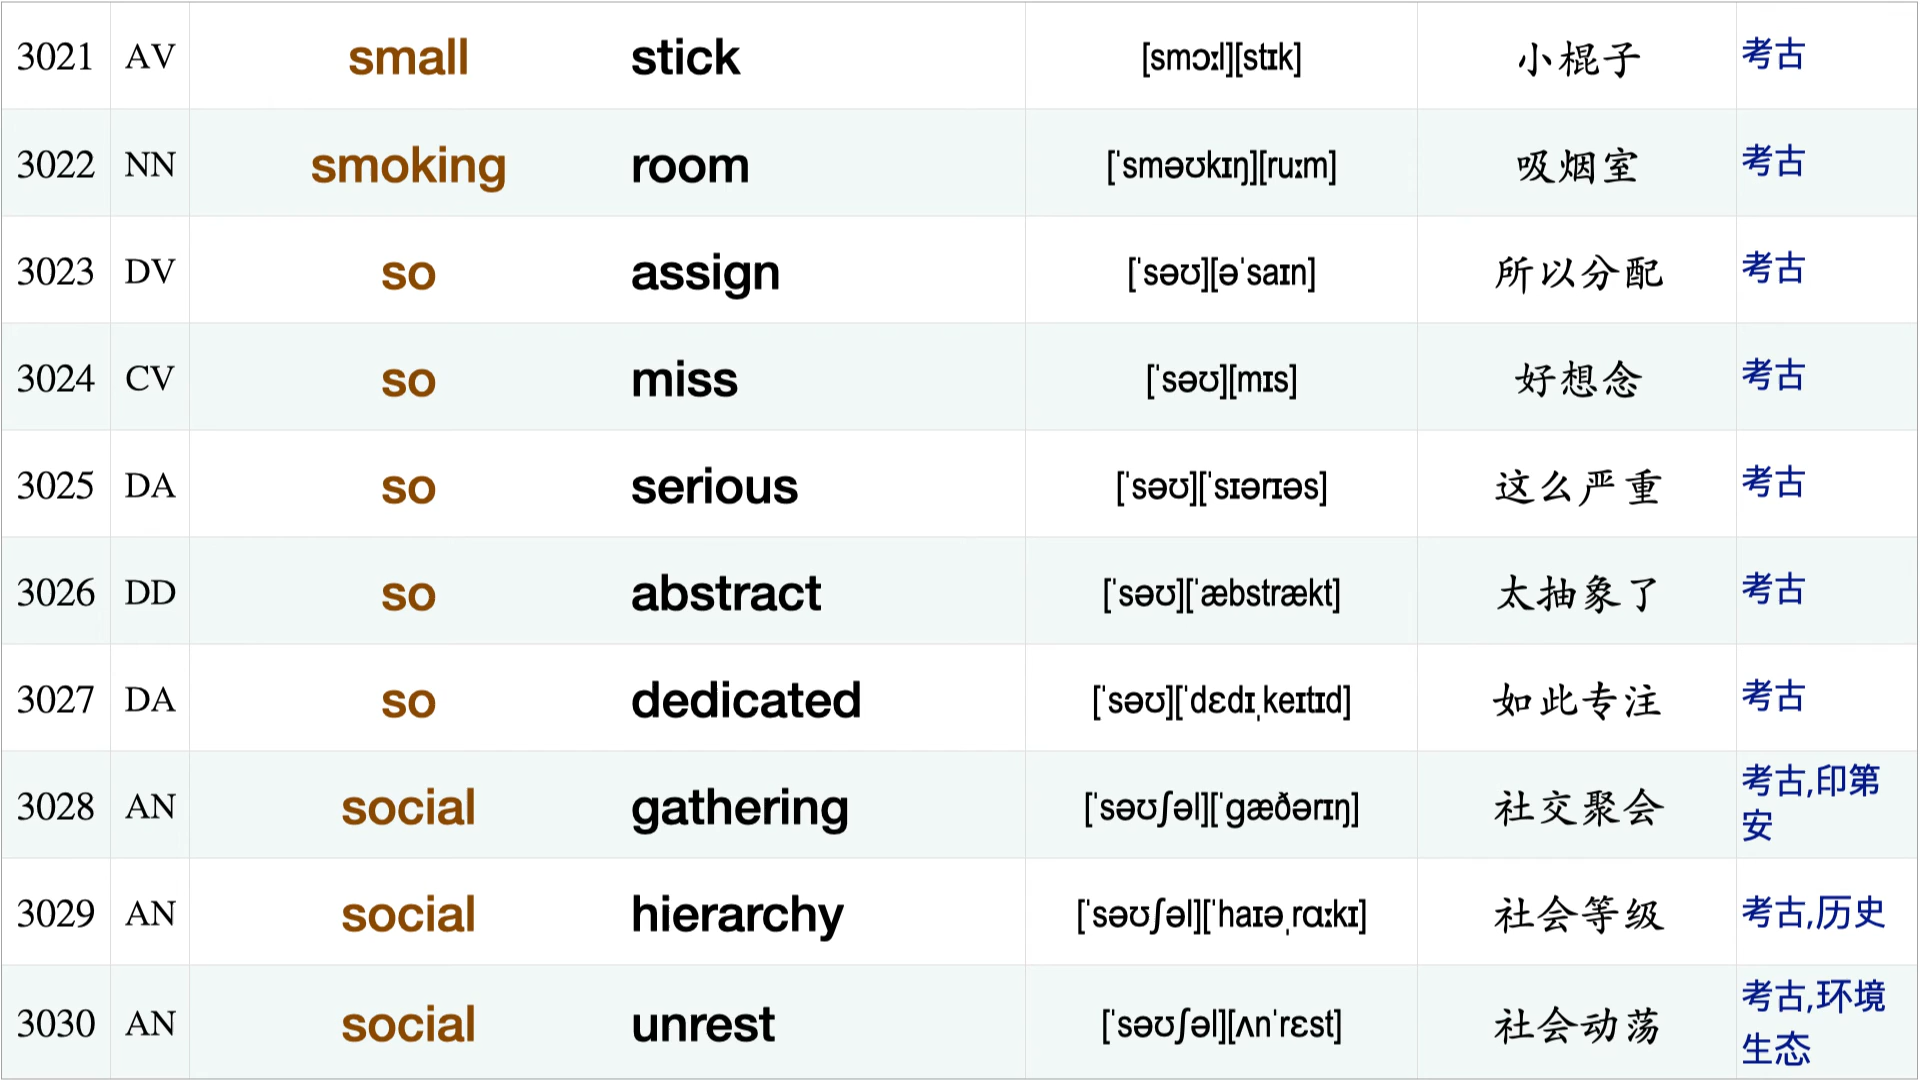 3021 AV small stick [smɔːl][stɪk] 小棍子 考古
3022 NN smoking room [ˈsməʊkɪŋ][ruːm] 吸烟室 考古
3023 DV so assign [ˈsəʊ][əˈsaɪn] 所以分配 考古
3024 CV so miss [ˈsəʊ][mɪs] 好想念 考古
3025 DA so serious [ˈsəʊ][ˈsɪərɪəs] 这么严重 考古
3026 DD so abstract [ˈsəʊ][ˈæbstrækt] 太抽象了 考古
3027 DA so dedicated [ˈsəʊ][ˈdɛdɪˌkeɪtɪd] 如此专注 考古
3028 AN social gathering [ˈsəʊʃəl][ˈgæðərɪŋ] 社交聚会 考古,印第
安
3029 AN social hierarchy [ˈsəʊʃəl][ˈhaɪəˌrɑːkɪ] 社会等级 考古,历史
3030 AN social unrest [ˈsəʊʃəl][ʌnˈrɛst] 社会动荡 考古,环境
生态